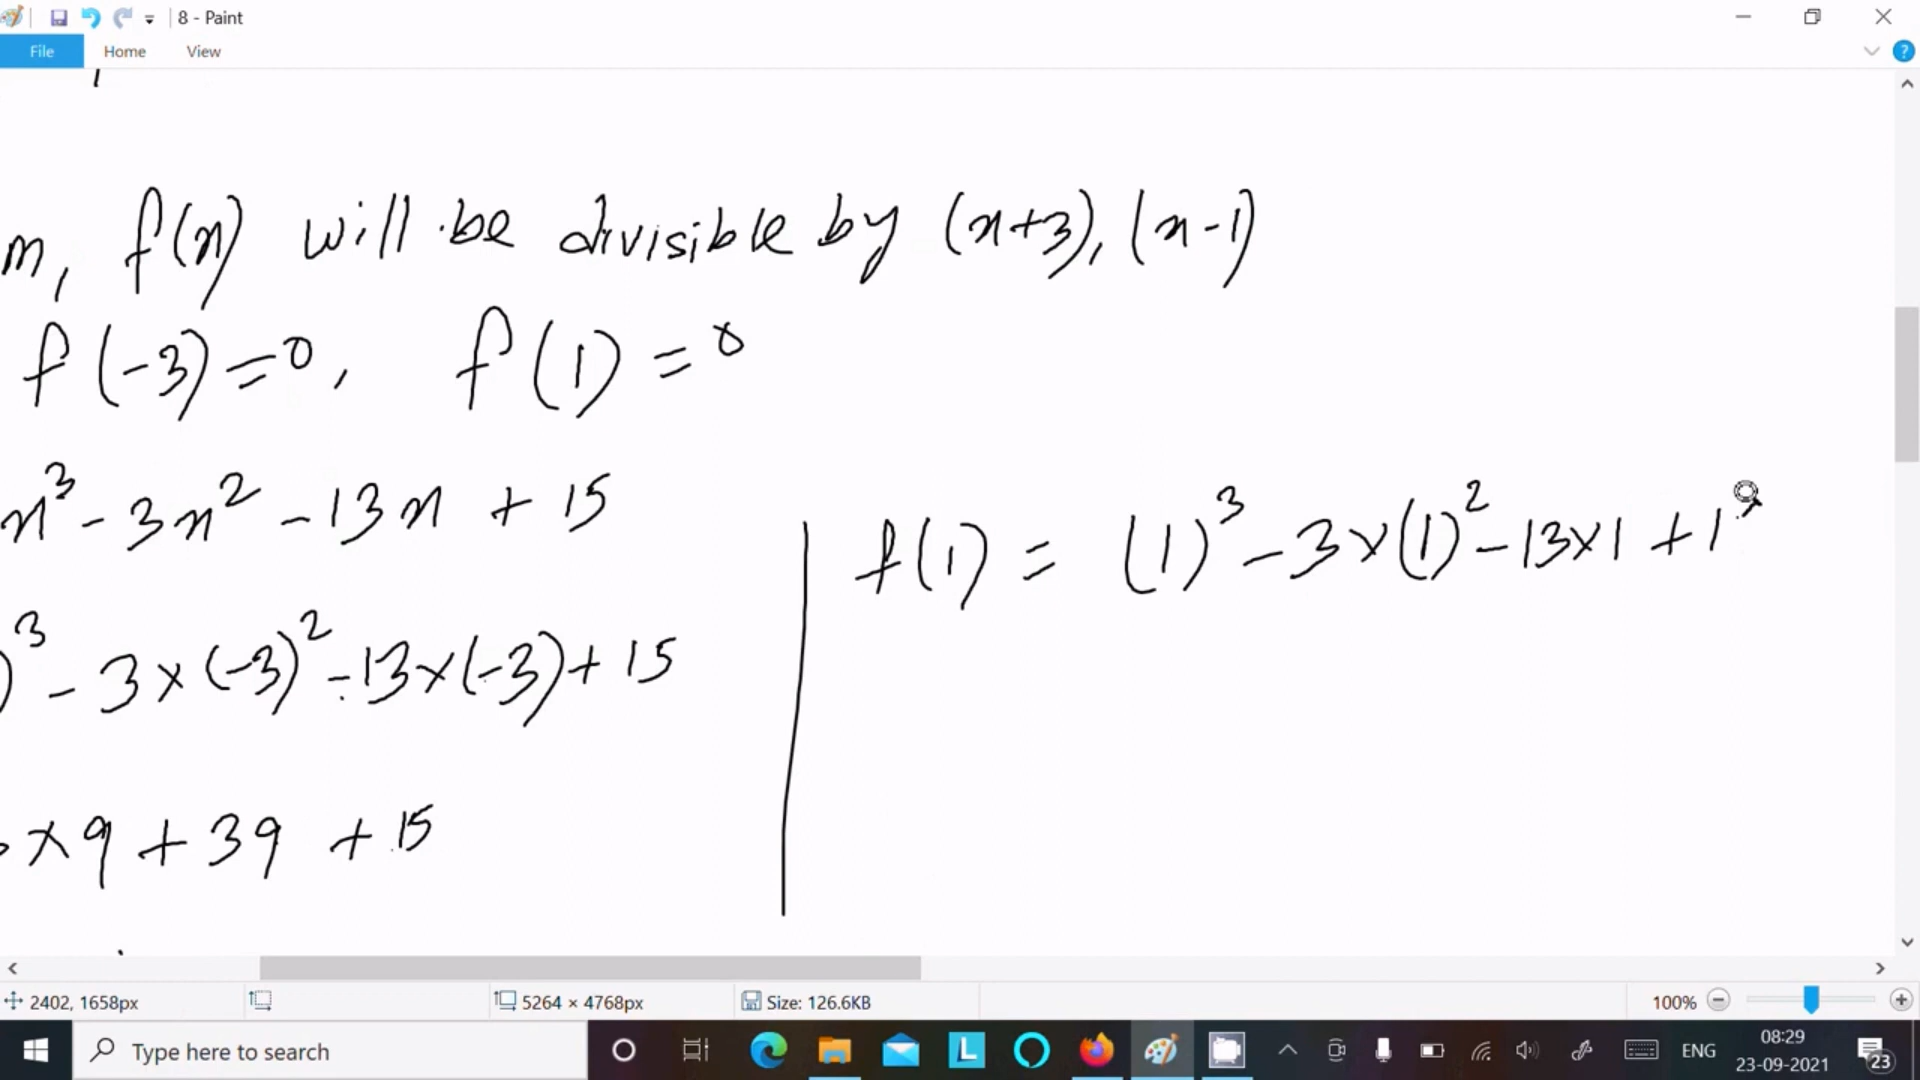 8 - Paint
File Home View
m, f(x) will be divisible by (x+3), (x-1)
f(-3)=0, f(1)=0
x³ - 3x² - 13x + 15
)³ - 3×(-3)² - 13×(-3) + 15
×9 + 39 + 15
f(1) = (1)³ - 3×(1)² - 13×1 + 1
2402, 1658px 5264 × 4768px Size: 126.6KB 100%
Type here to search
L
ENG
08:29
23-09-2021
23